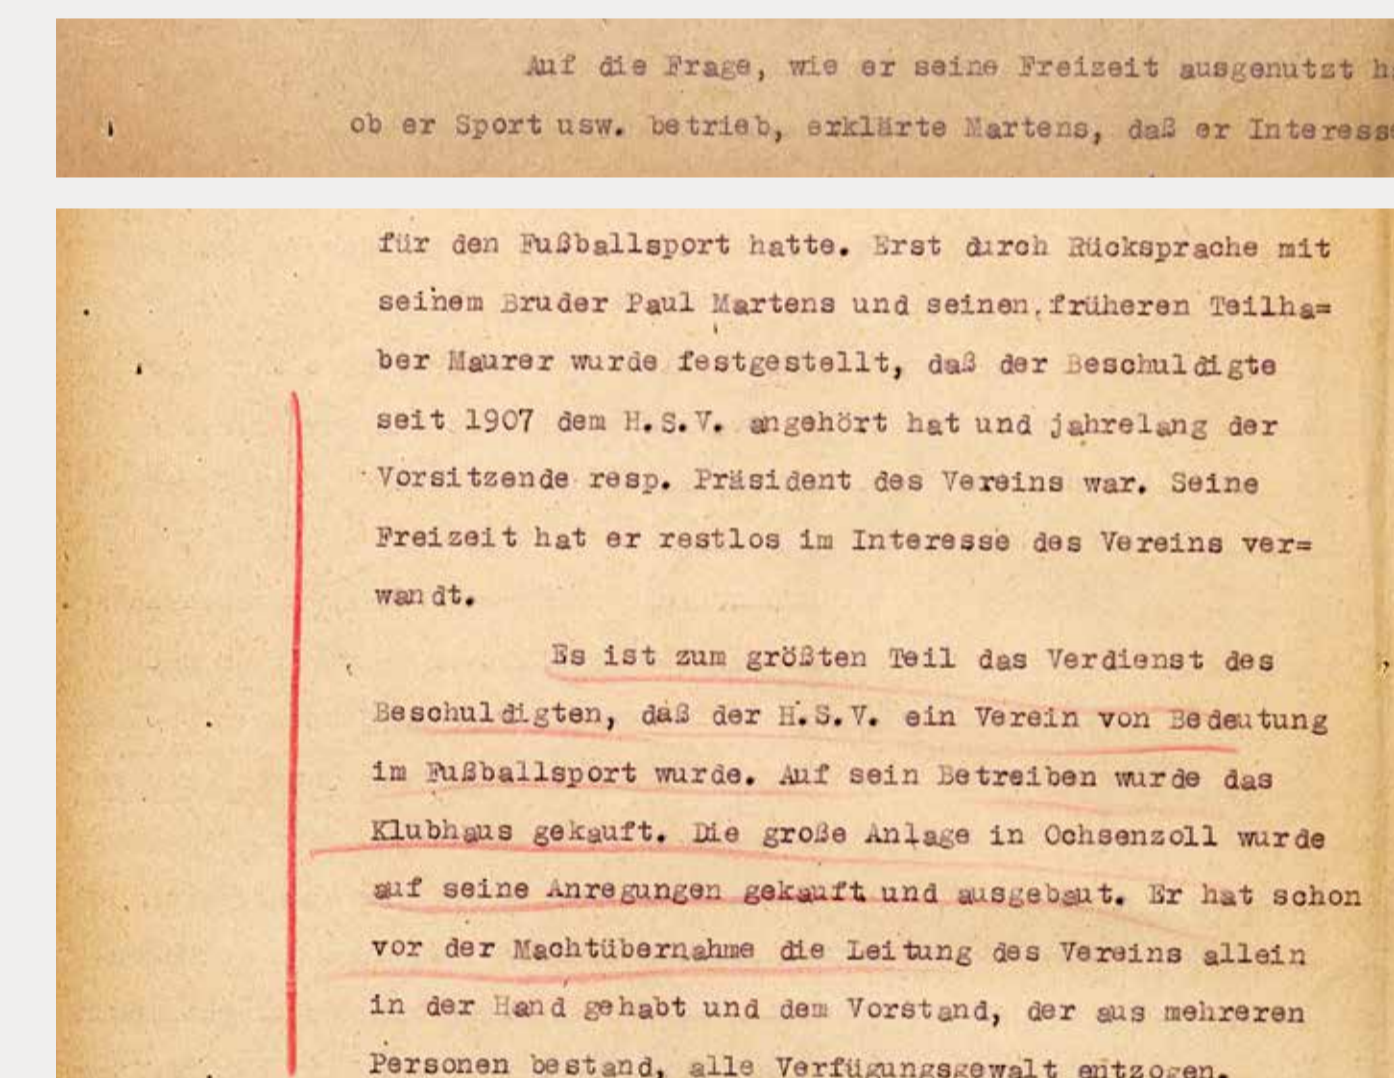 Auf die Frage, wie er seine Freizeit ausgenutzt
ob er Sport usw. betrieb, erklärte Martens, daß er Interess
für den Fußballsport hatte. Erst durch Rücksprache mit
seinem Bruder Paul Martens und seinen früheren Teilha=
ber Maurer wurde festgestellt, daß der Beschuldigte
seit 1907 dem H.S.V. angehört hat und jahrelang der
Vorsitzende resp. Präsident des Vereins war. Seine
Freizeit hat er restlos im Interesse des Vereins ver=
wandt.
Es ist zum größten Teil das Verdienst des
Beschuldigten, daß der H.S.V. ein Verein von Bedeutung
im Fußballsport wurde. Auf sein Betreiben wurde das
Klubhaus gekauft. Die große Anlage in Ochsenzoll wurde
auf seine Anregungen gekauft und ausgebaut. Er hat schon
vor der Machtübernahme die Leitung des Vereins allein
in der Hand gehabt und dem Vorstand, der aus mehreren
Personen bestand, alle Verfügungsgewalt entzogen.